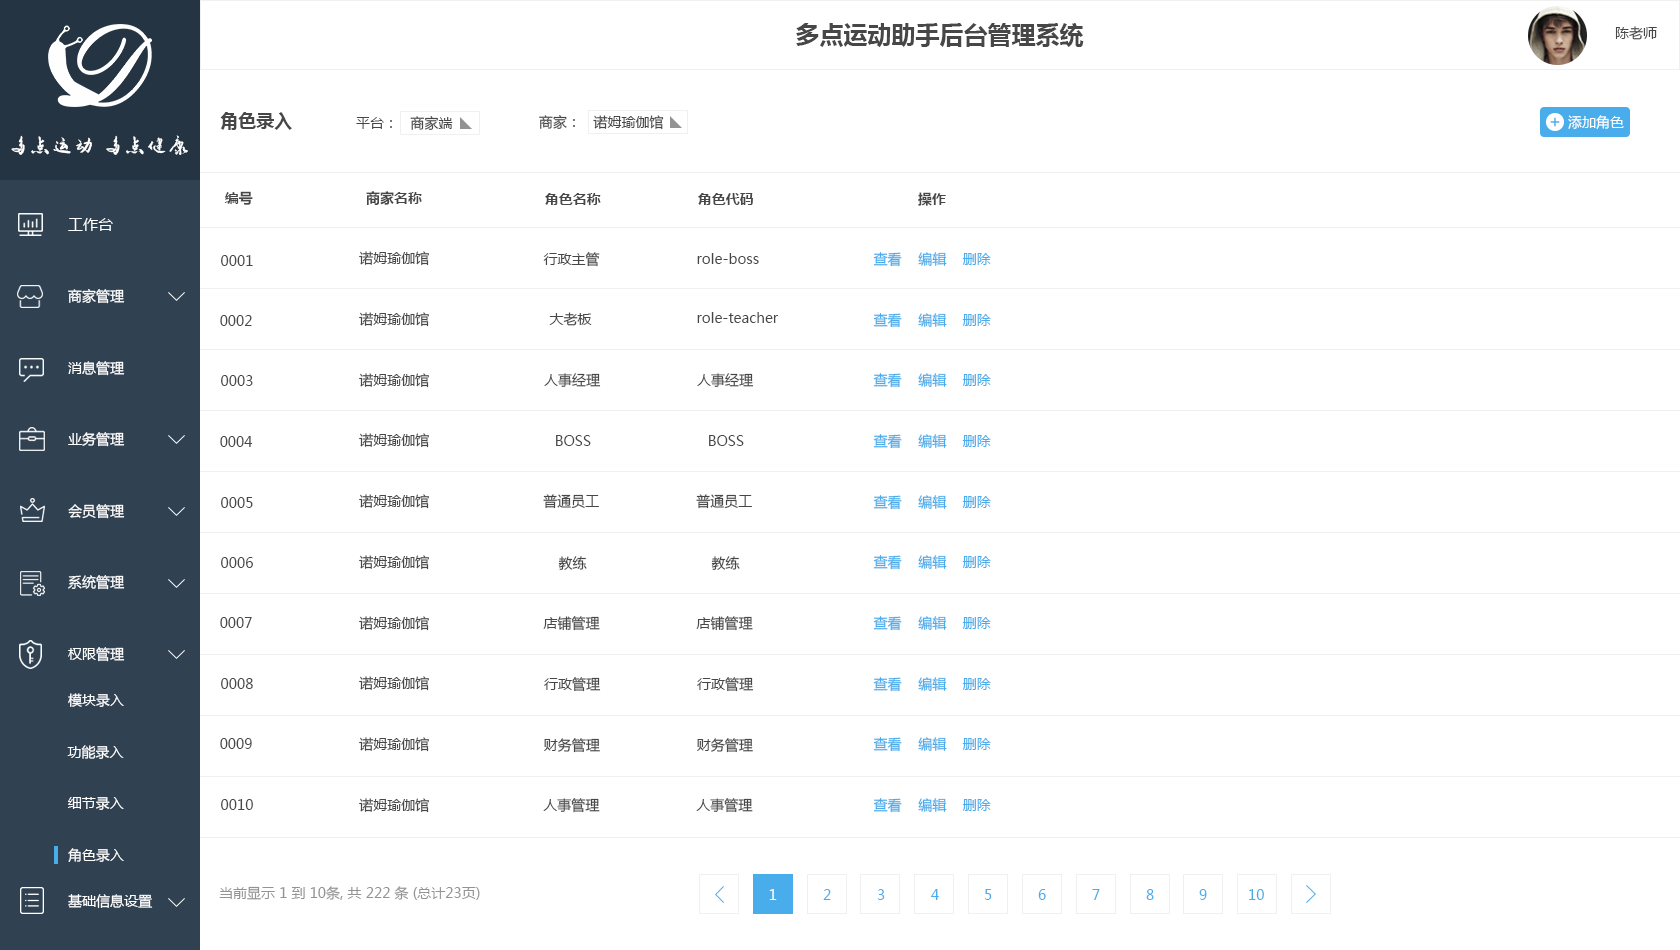 多点运动 多点健康
工作台
商家管理
消息管理
业务管理
会员管理
系统管理
权限管理
模块录入
功能录入
细节录入
角色录入
基础信息设置
多点运动助手后台管理系统
陈老师
角色录入 平台： 商家端 商家： 诺姆瑜伽馆 添加角色
编号 商家名称 角色名称 角色代码 操作
0001 诺姆瑜伽馆 行政主管 role-boss 查看 编辑 删除
0002 诺姆瑜伽馆 大老板 role-teacher 查看 编辑 删除
0003 诺姆瑜伽馆 人事经理 人事经理 查看 编辑 删除
0004 诺姆瑜伽馆 BOSS BOSS 查看 编辑 删除
0005 诺姆瑜伽馆 普通员工 普通员工 查看 编辑 删除
0006 诺姆瑜伽馆 教练 教练 查看 编辑 删除
0007 诺姆瑜伽馆 店铺管理 店铺管理 查看 编辑 删除
0008 诺姆瑜伽馆 行政管理 行政管理 查看 编辑 删除
0009 诺姆瑜伽馆 财务管理 财务管理 查看 编辑 删除
0010 诺姆瑜伽馆 人事管理 人事管理 查看 编辑 删除
当前显示 1 到 10条, 共 222 条 (总计23页) 1 2 3 4 5 6 7 8 9 10